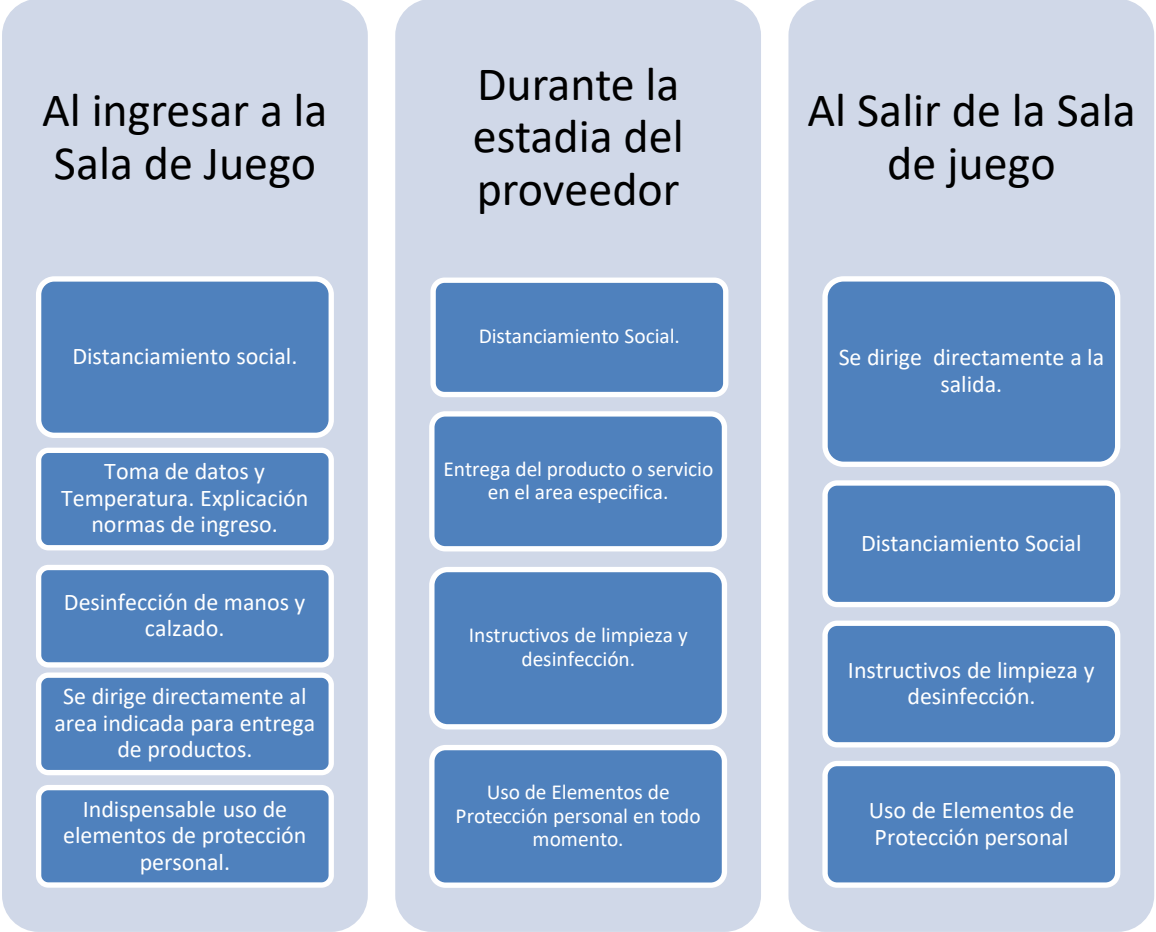 Al ingresar a la
Sala de Juego
Distanciamiento social.
Toma de datos y
Temperatura. Explicación
normas de ingreso.
Desinfección de manos y
calzado.
Se dirige directamente al
area indicada para entrega
de productos.
Indispensable uso de
elementos de protección
personal.
Durante la
estadia del
proveedor
Distanciamiento Social.
Entrega del producto o servicio
en el area especifica.
Instructivos de limpieza y
desinfección.
Uso de Elementos de
Protección personal en todo
momento.
Al Salir de la Sala
de juego
Se dirige  directamente a la
salida.
Distanciamiento Social
Instructivos de limpieza y
desinfección.
Uso de Elementos de
Protección personal